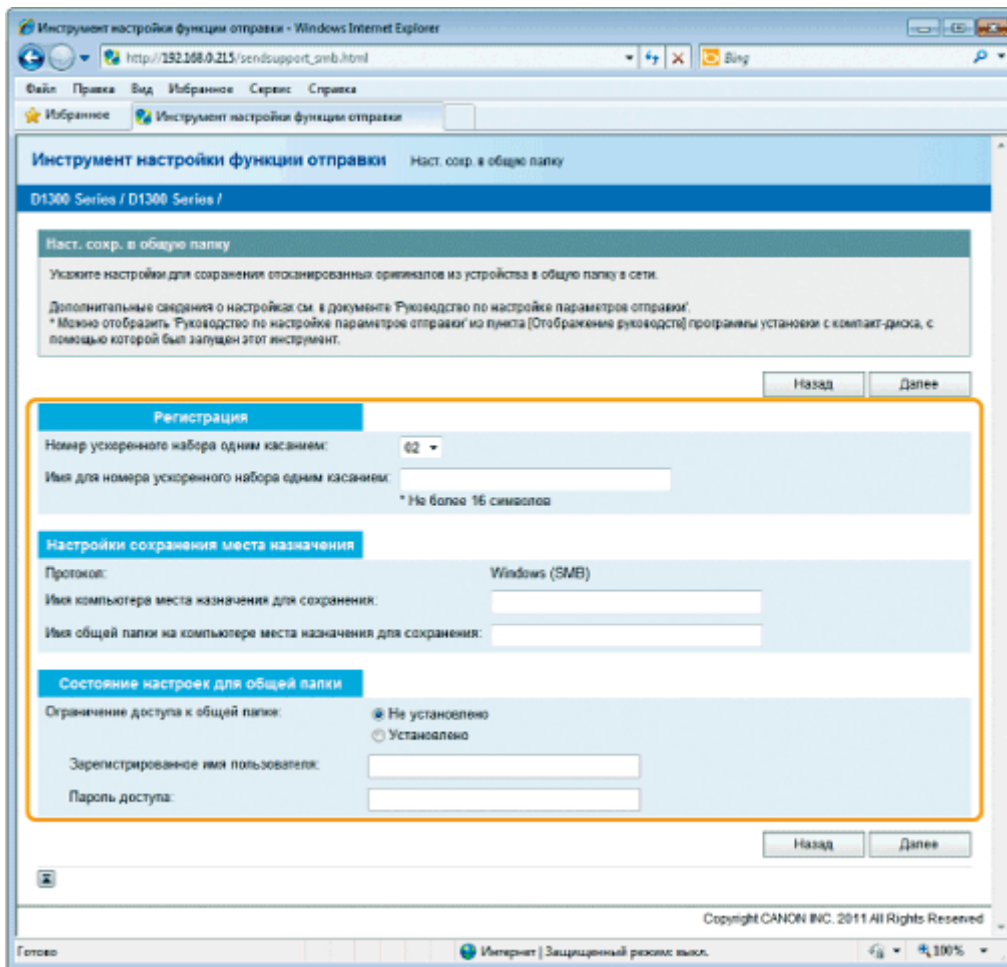 Инструмент настройки функции отправки - Windows Internet Explorer
http://192.168.0.215/sendsupport_smb.html
Bing
Файл Правка Вид Избранное Сервис Справка
Избранное Инструмент настройки функции отправки
Инструмент настройки функции отправки Наст. сохр. в общую папку
D1300 Series / D1300 Series /
Наст. сохр. в общую папку
Укажите настройки для сохранения отсканированных оригиналов из устройства в общую папку в сети.
Дополнительные сведения о настройках см. в документе 'Руководство по настройке параметров отправки'.
* Можно отобразить 'Руководство по настройке параметров отправки' из пункта [Отображение руководств] программы установки с компакт-диска, с
помощью которой был запущен этот инструмент.
Назад Далее
Регистрация
Номер ускоренного набора одним касанием: 02
Имя для номера ускоренного набора одним касанием:
* Не более 16 символов
Настройки сохранения места назначения
Протокол: Windows (SMB)
Имя компьютера места назначения для сохранения:
Имя общей папки на компьютере места назначения для сохранения:
Состояние настроек для общей папки
Ограничение доступа к общей папке: Не установлено
Установлено
Зарегистрированное имя пользователя:
Пароль доступа:
Назад Далее
Copyright CANON INC. 2011 All Rights Reserved
Готово Интернет | Защищенный режим: выкл. 100%